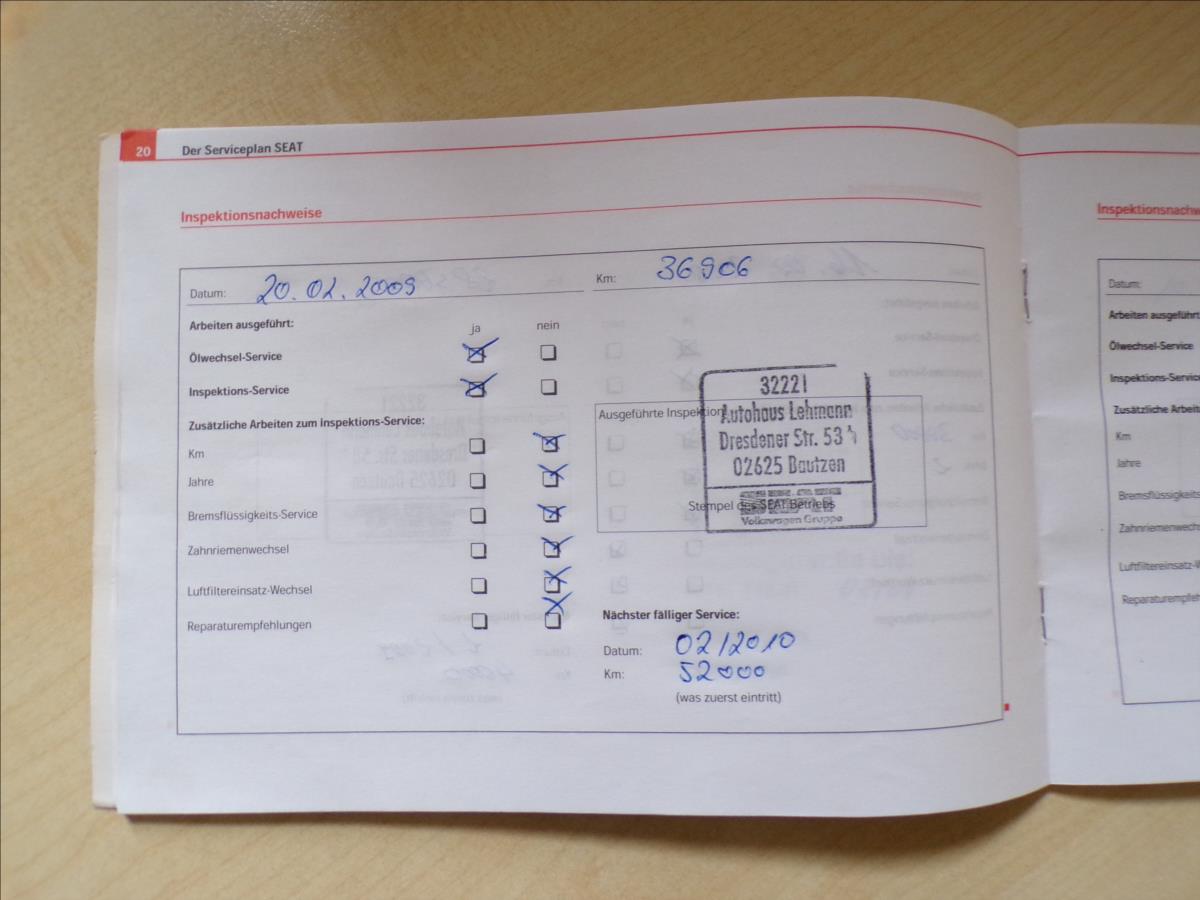 20
Der Serviceplan SEAT
Inspektionsnachweise
Datum: 20.02.2009
Km: 36906
Arbeiten ausgeführt: ja nein
Ölwechsel-Service
Inspektions-Service
Zusätzliche Arbeiten zum Inspektions-Service:
Km
Jahre
Bremsflüssigkeits-Service
Zahnriemenwechsel
Luftfiltereinsatz-Wechsel
Reparaturempfehlungen
Ausgeführte Inspektion
32221
Autohaus Lehmann
Dresdener Str. 53
02625 Bautzen
Stempel des SEAT Betriebs
Volkswagen Gruppe
Nächster fälliger Service:
Datum: 02/2010
Km: 52000
(was zuerst eintritt)
Inspektionsnachw
Datum:
Arbeiten ausgeführt
Ölwechsel-Service
Inspektions-Service
Zusätzliche Arbeiten
Km
Jahre
Bremsflüssigkeits
Zahnriemenwechsel
Luftfiltereinsatz-W
Reparaturempfeh